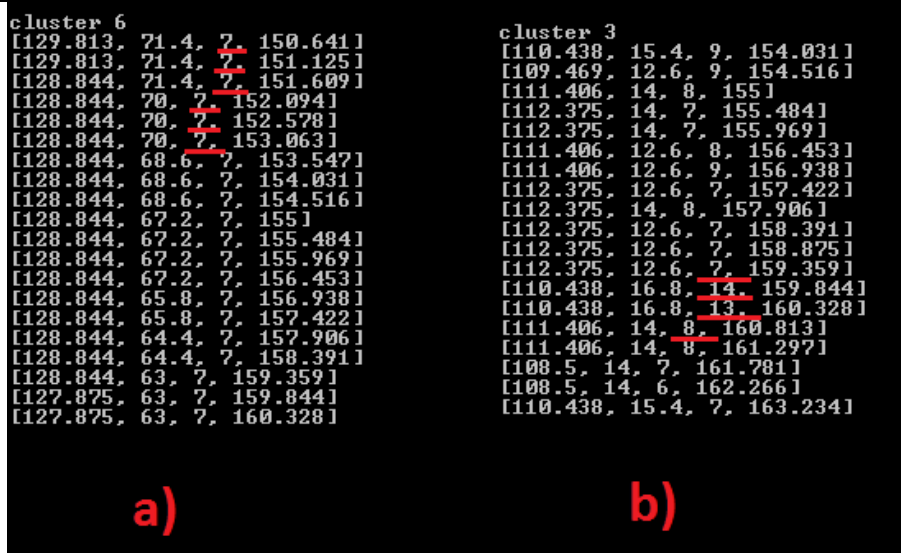 cluster 6
[129.813, 71.4, 7, 150.641]
[129.813, 71.4, 7, 151.125]
[128.844, 71.4, 7, 151.609]
[128.844, 70, 7, 152.094]
[128.844, 70, 7, 152.578]
[128.844, 70, 7, 153.063]
[128.844, 68.6, 7, 153.547]
[128.844, 68.6, 7, 154.031]
[128.844, 68.6, 7, 154.516]
[128.844, 67.2, 7, 155]
[128.844, 67.2, 7, 155.484]
[128.844, 67.2, 7, 155.969]
[128.844, 67.2, 7, 156.453]
[128.844, 65.8, 7, 156.938]
[128.844, 65.8, 7, 157.422]
[128.844, 64.4, 7, 157.906]
[128.844, 64.4, 7, 158.391]
[128.844, 63, 7, 159.359]
[127.875, 63, 7, 159.844]
[127.875, 63, 7, 160.328]
a)
cluster 3
[110.438, 15.4, 9, 154.031]
[109.469, 12.6, 9, 154.516]
[111.406, 14, 8, 155]
[112.375, 14, 7, 155.484]
[112.375, 14, 7, 155.969]
[111.406, 12.6, 8, 156.453]
[111.406, 12.6, 9, 156.938]
[112.375, 12.6, 7, 157.422]
[112.375, 14, 8, 157.906]
[112.375, 12.6, 7, 158.391]
[112.375, 12.6, 7, 158.875]
[112.375, 12.6, 7, 159.359]
[110.438, 16.8, 14, 159.844]
[110.438, 16.8, 13, 160.328]
[111.406, 14, 8, 160.813]
[111.406, 14, 8, 161.297]
[108.5, 14, 7, 161.781]
[108.5, 14, 6, 162.266]
[110.438, 15.4, 7, 163.234]
b)